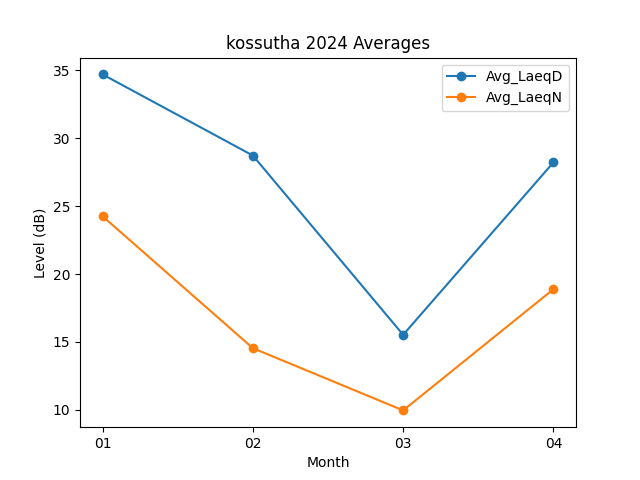 kossutha 2024 Averages
Avg_LaeqD
Avg_LaeqN
Level (dB)
35
30
25
20
15
10
01 02 03 04
Month